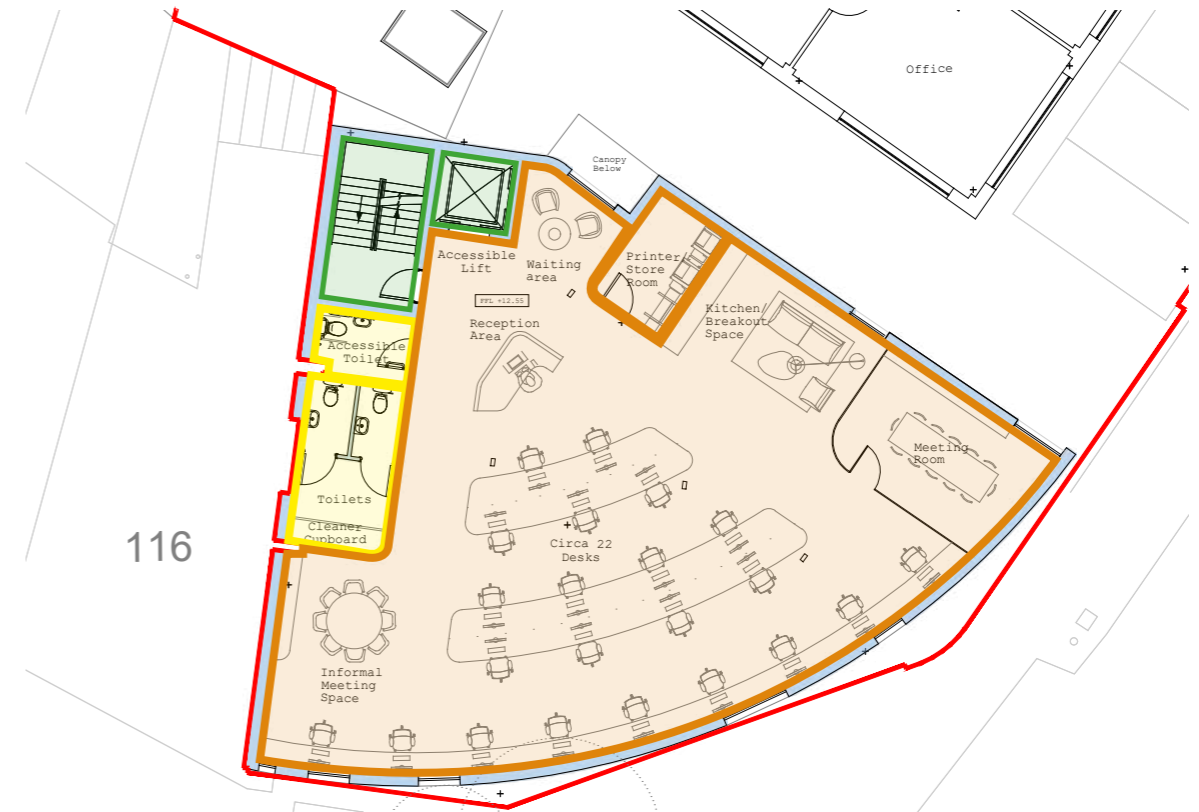 Office
Canopy
Below
Accessible
Lift
Waiting
area
Printer/
Store
Room
FFL +12.55
Reception
Area
Kitchen/
Breakout
Space
Accessible
Toilet
Meeting
Room
Toilets
Cleaner
Cupboard
Circa 22
Desks
116
Informal
Meeting
Space